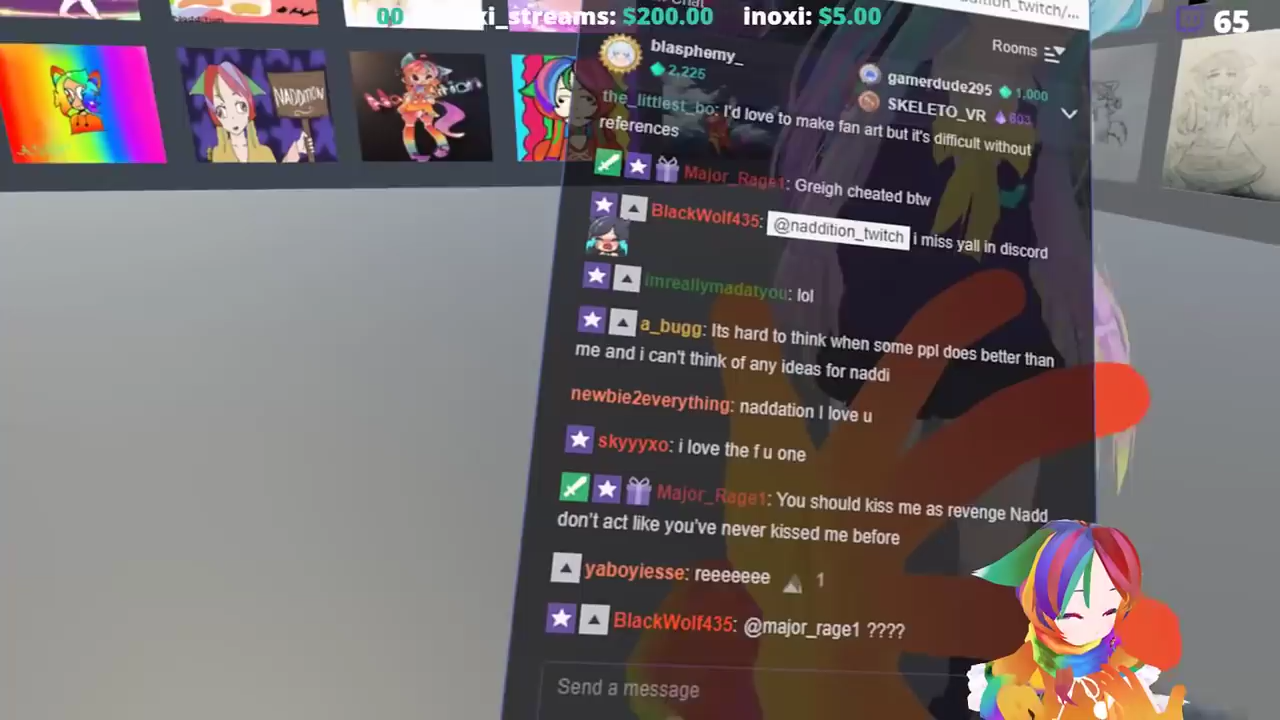 00
xi_streams: $200.00 inoxi: $5.00
65
dition_twitch/...
Chat
Rooms
blasphemy_
2,225
gamerdude295 1,000
SKELETO_VR 603
NADDITION
the_littlest_bo: I'd love to make fan art but it's difficult without
references
Major_Rage1: Greigh cheated btw
BlackWolf435: @naddition_twitch i miss yall in discord
imreallymadatyou: lol
a_bugg: Its hard to think when some ppl does better than
me and i can't think of any ideas for naddi
newbie2everything: naddation I love u
skyyyxo: i love the f u one
Major_Rage1: You should kiss me as revenge Nadd
don't act like you've never kissed me before
yaboyiesse: reeeeeee 1
BlackWolf435: @major_rage1 ????
Send a message